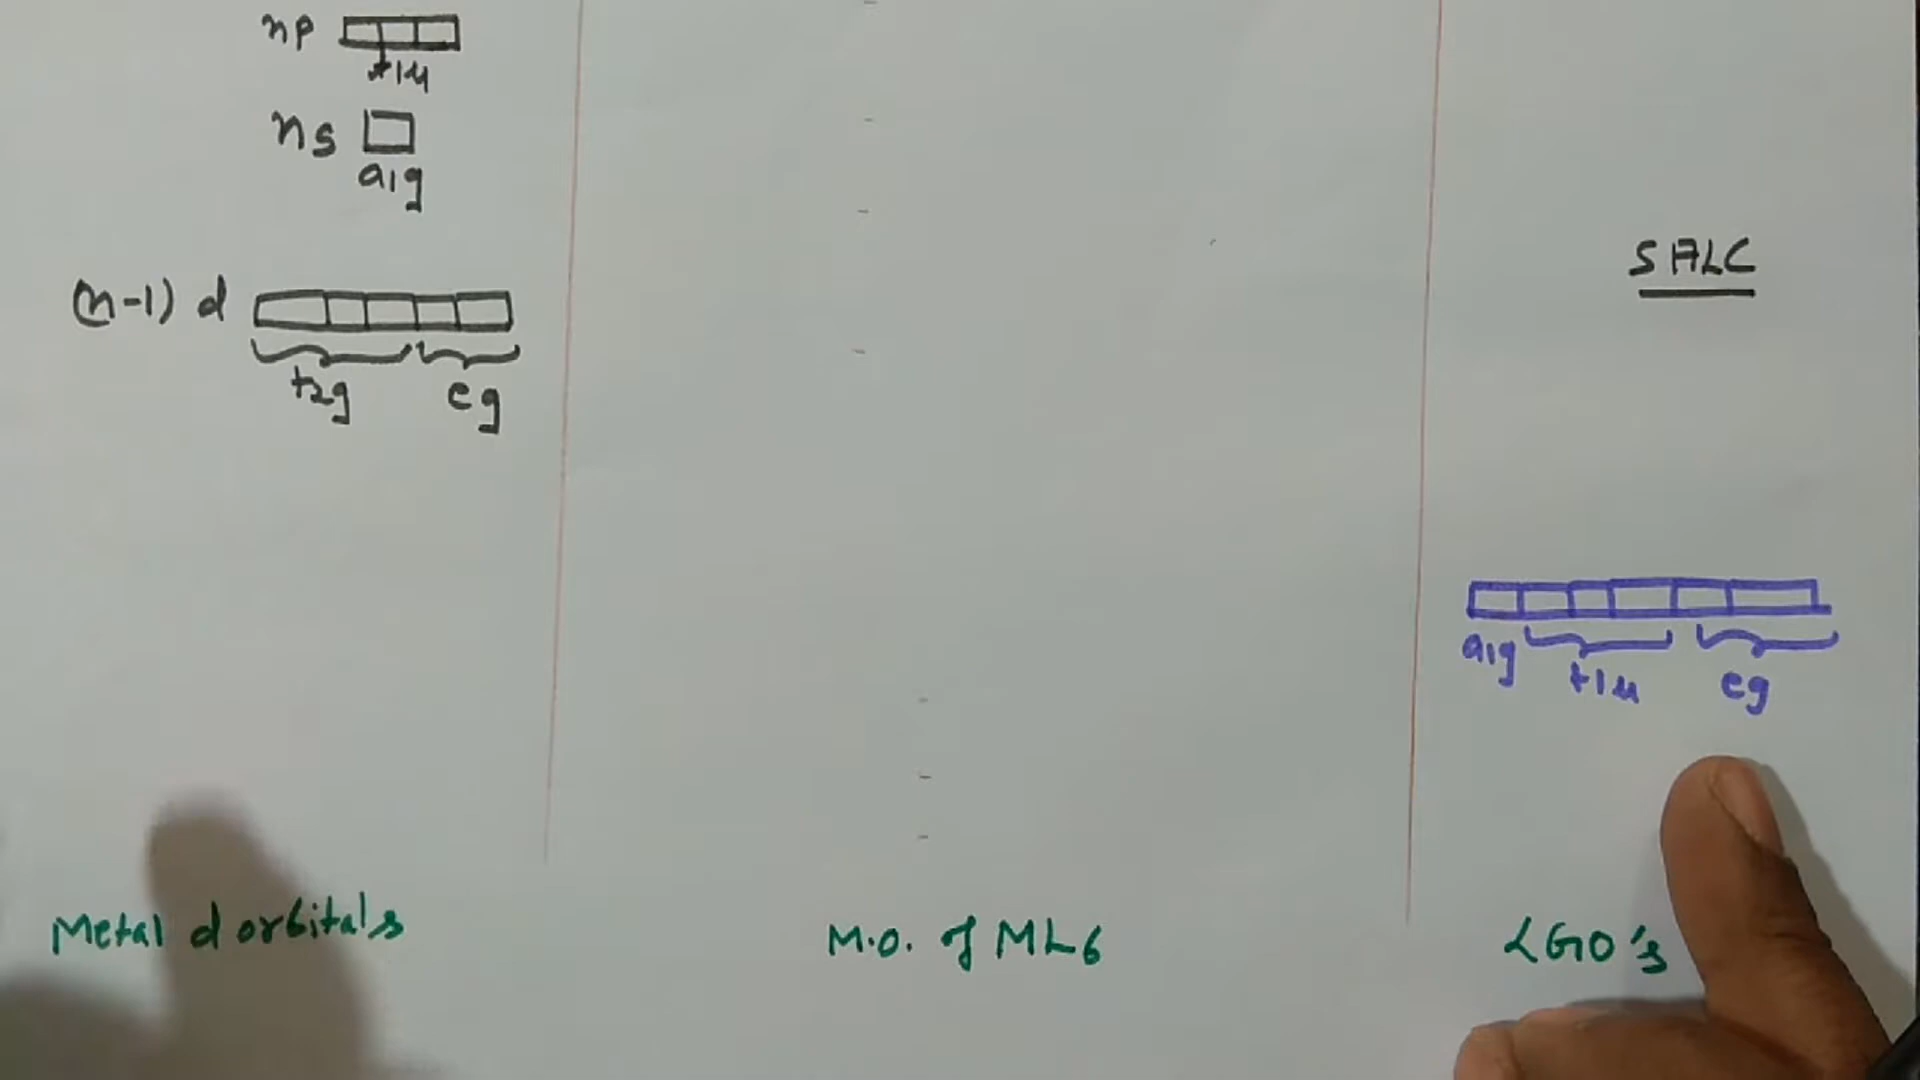 np
t1u
ns
a1g
(n-1) d
t2g eg
SALC
a1g t1u eg
Metal d orbitals
M.O. of ML6
LGO's